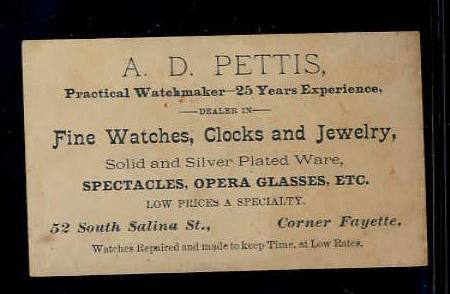 A. D. PETTIS,
Practical Watchmaker—25 Years Experience,
—DEALER IN—
Fine Watches, Clocks and Jewelry,
Solid and Silver Plated Ware,
SPECTACLES, OPERA GLASSES, ETC.
LOW PRICES A SPECIALTY.
52 South Salina St., Corner Fayette.
Watches Repaired and made to keep Time, at Low Rates.